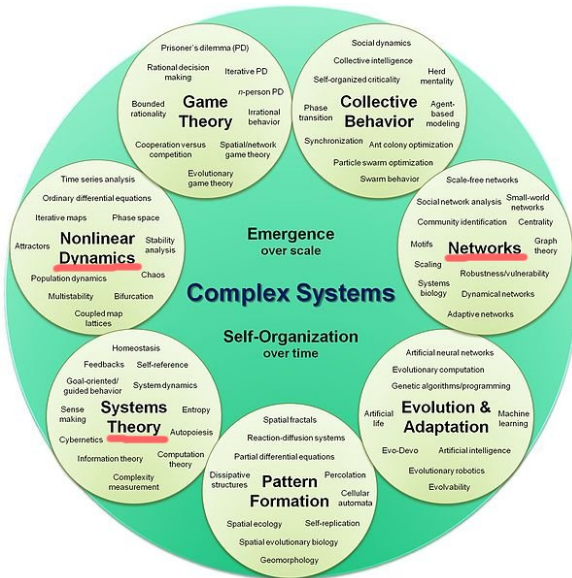 Prisoner's dilemma (PD)
Rational decision
making
Iterative PD
n-person PD
Bounded
rationality
Game
Theory
Irrational
behavior
Cooperation versus
competition
Spatial/network
game theory
Evolutionary
game theory
Social dynamics
Collective intelligence
Self-organized criticality
Herd
mentality
Phase
transition
Collective
Behavior
Agent-
based
modeling
Synchronization
Ant colony optimization
Particle swarm optimization
Swarm behavior
Time series analysis
Ordinary differential equations
Iterative maps
Phase space
Attractors
Nonlinear
Dynamics
Stability
analysis
Population dynamics
Chaos
Multistability
Bifurcation
Coupled map
lattices
Emergence
over scale
Complex Systems
Self-Organization
over time
Scale-free networks
Social network analysis
Small-world
networks
Community identification
Centrality
Motifs
Networks
Graph
theory
Scaling
Robustness/vulnerability
Systems
biology
Dynamical networks
Adaptive networks
Homeostasis
Feedbacks
Self-reference
Goal-oriented/
guided behavior
System dynamics
Sense
making
Systems
Theory
Entropy
Cybernetics
Autopoiesis
Information theory
Computation
theory
Complexity
measurement
Spatial fractals
Reaction-diffusion systems
Partial differential equations
Dissipative
structures
Pattern
Formation
Percolation
Cellular
automata
Spatial ecology
Self-replication
Spatial evolutionary biology
Geomorphology
Artificial neural networks
Evolutionary computation
Genetic algorithms/programming
Artificial
life
Evolution &
Adaptation
Machine
learning
Evo-Devo
Artificial intelligence
Evolutionary robotics
Evolvability